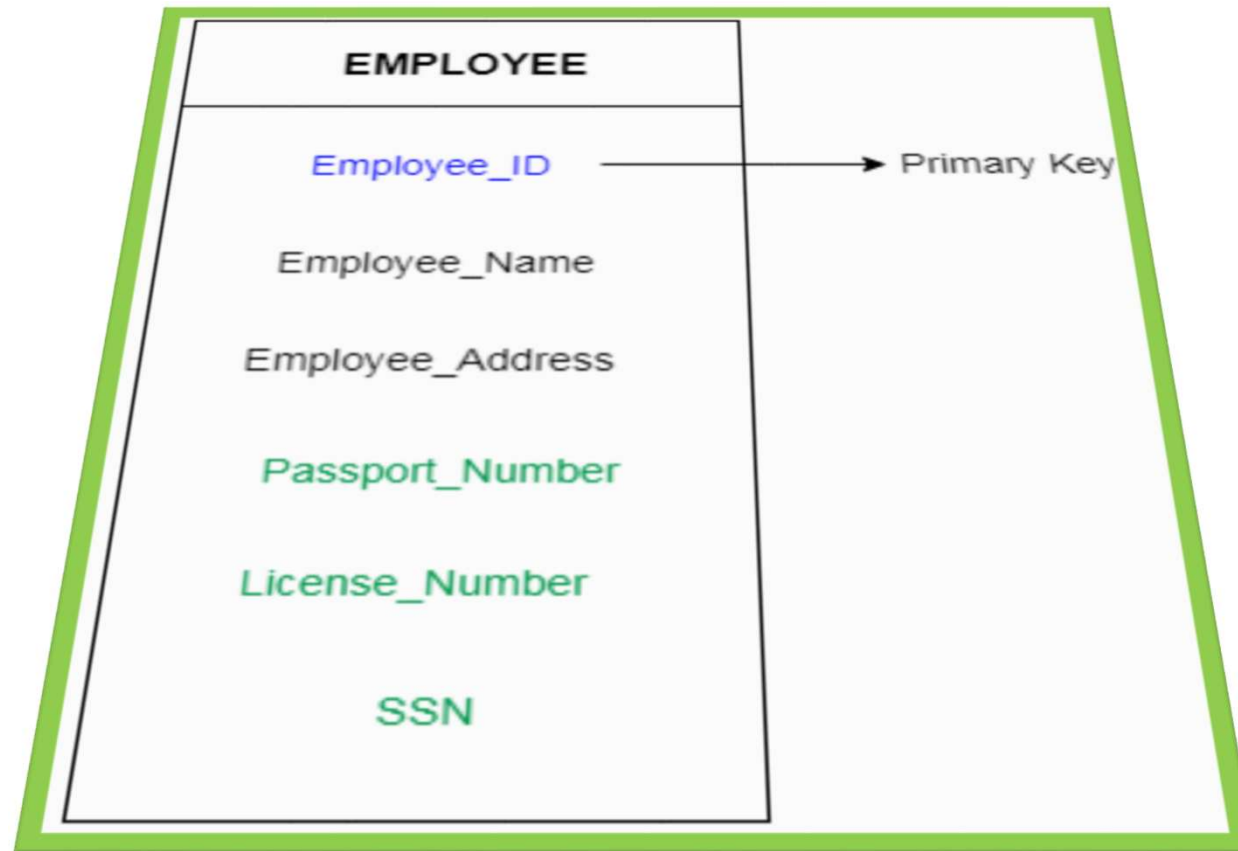 EMPLOYEE
Employee_ID Primary Key
Employee_Name
Employee_Address
Passport_Number
License_Number
SSN